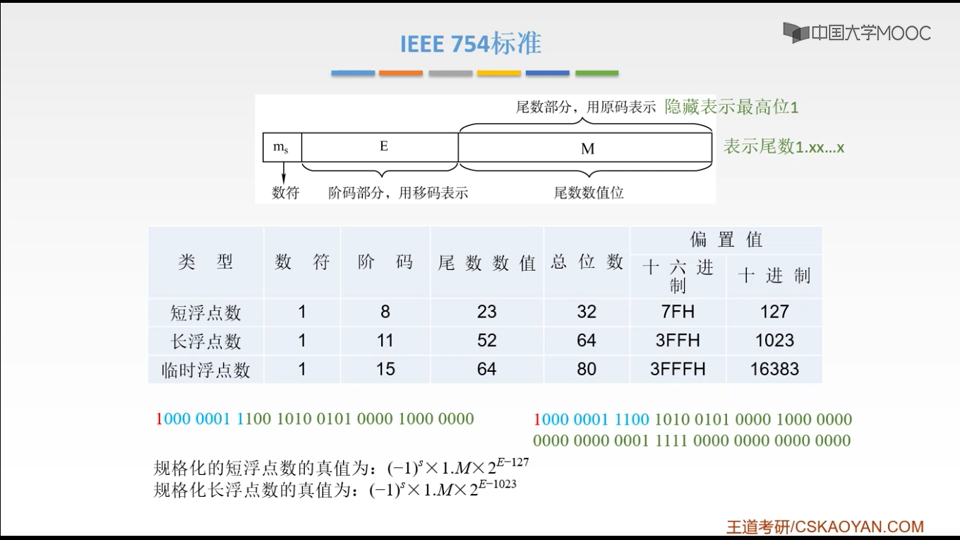 IEEE 754标准
中国大学MOOC
尾数部分，用原码表示 隐藏表示最高位1
ms E M 表示尾数1.xx…x
数符 阶码部分，用移码表示 尾数数值位
类型 数符 阶码 尾数数值 总位数 偏置值
十六进制 十进制
短浮点数 1 8 23 32 7FH 127
长浮点数 1 11 52 64 3FFH 1023
临时浮点数 1 15 64 80 3FFFH 16383
1000 0001 1100 1010 0101 0000 1000 0000
1000 0001 1100 1010 0101 0000 1000 0000
0000 0000 0001 1111 0000 0000 0000 0000
规格化的短浮点数的真值为：(−1)^s×1.M×2^(E−127)
规格化长浮点数的真值为：(−1)^s×1.M×2^(E−1023)
王道考研/CSKAOYAN.COM